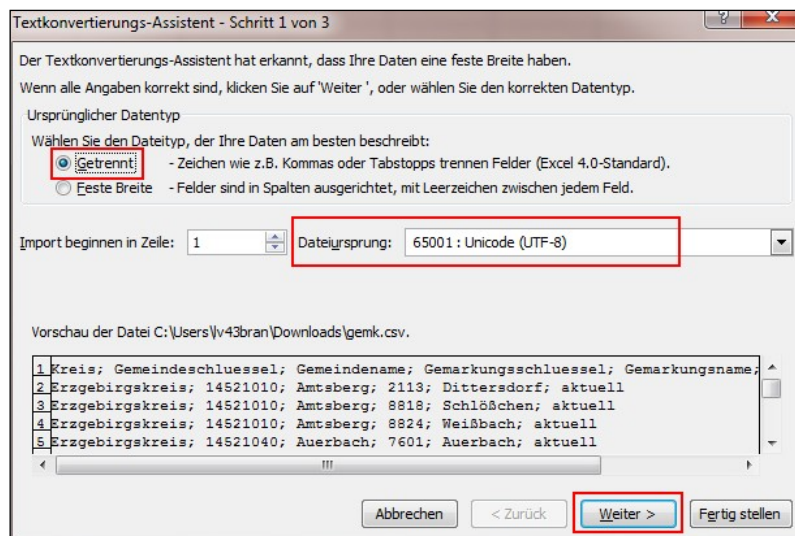 Textkonvertierungs-Assistent - Schritt 1 von 3
Der Textkonvertierungs-Assistent hat erkannt, dass Ihre Daten eine feste Breite haben.
Wenn alle Angaben korrekt sind, klicken Sie auf 'Weiter ', oder wählen Sie den korrekten Datentyp.
Ursprünglicher Datentyp
Wählen Sie den Dateityp, der Ihre Daten am besten beschreibt:
Getrennt - Zeichen wie z.B. Kommas oder Tabstopps trennen Felder (Excel 4.0-Standard).
Feste Breite - Felder sind in Spalten ausgerichtet, mit Leerzeichen zwischen jedem Feld.
Import beginnen in Zeile: 1 Dateiursprung: 65001 : Unicode (UTF-8)
Vorschau der Datei C:\Users\lv43bran\Downloads\gemk.csv.
1 Kreis; Gemeindeschluessel; Gemeindename; Gemarkungsschluessel; Gemarkungsname;
2 Erzgebirgskreis; 14521010; Amtsberg; 2113; Dittersdorf; aktuell
3 Erzgebirgskreis; 14521010; Amtsberg; 8818; Schlößchen; aktuell
4 Erzgebirgskreis; 14521010; Amtsberg; 8824; Weißbach; aktuell
5 Erzgebirgskreis; 14521040; Auerbach; 7601; Auerbach; aktuell
Abbrechen < Zurück Weiter > Fertig stellen